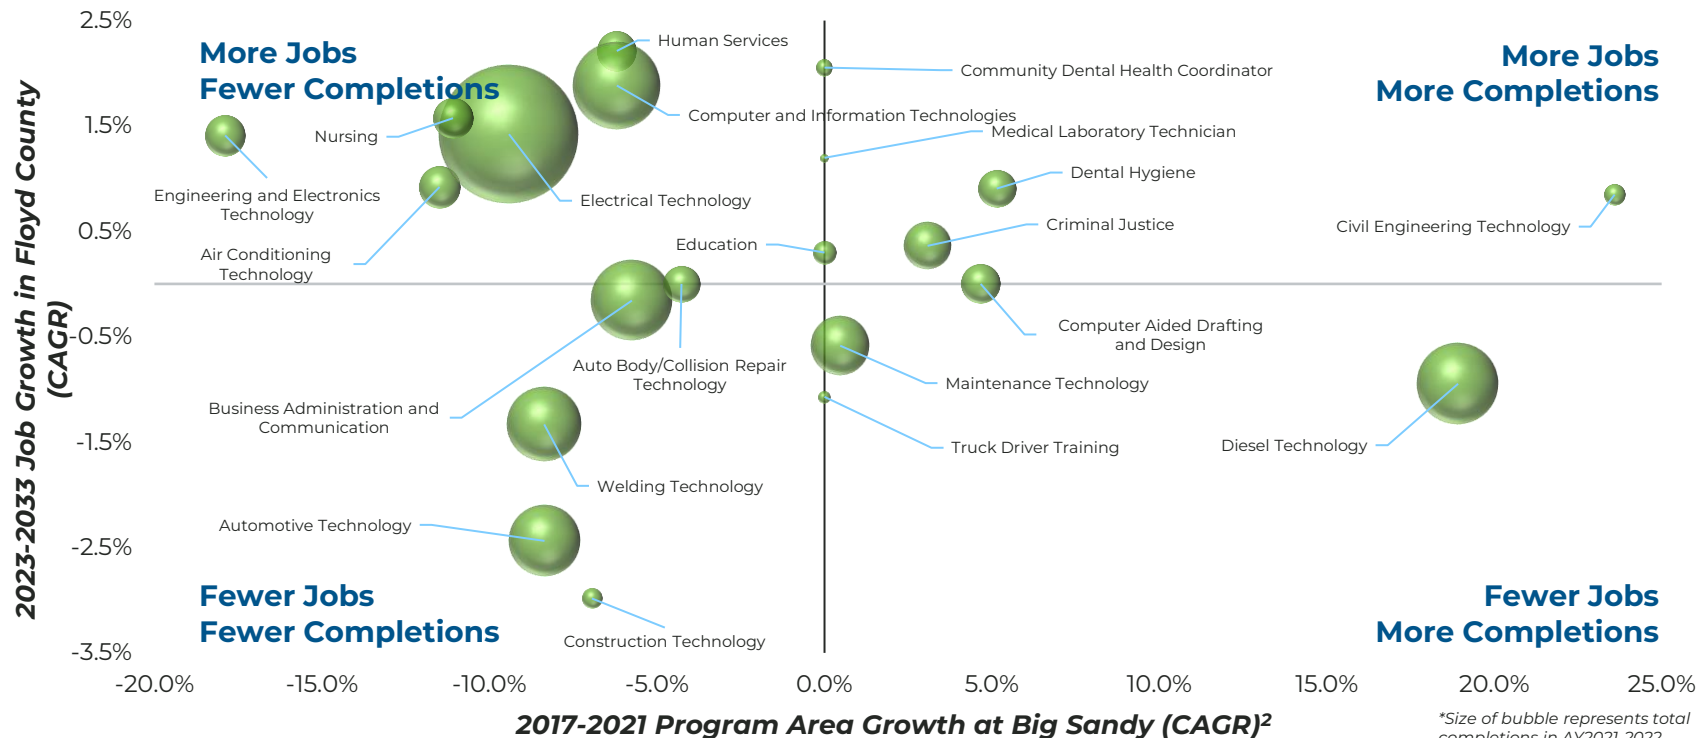 2.5%
1.5%
0.5%
-0.5%
-1.5%
-2.5%
-3.5%
2023-2033 Job Growth in Floyd County
(CAGR)
More Jobs
Fewer Completions
More Jobs
More Completions
Human Services
Community Dental Health Coordinator
Computer and Information Technologies
Nursing
Medical Laboratory Technician
Dental Hygiene
Engineering and Electronics
Technology
Electrical Technology
Criminal Justice
Civil Engineering Technology
Education
Air Conditioning
Technology
Computer Aided Drafting
and Design
Auto Body/Collision Repair
Technology
Maintenance Technology
Business Administration and
Communication
Truck Driver Training
Diesel Technology
Welding Technology
Automotive Technology
Fewer Jobs
Fewer Completions
Fewer Jobs
More Completions
Construction Technology
-20.0%
-15.0%
-10.0%
-5.0%
0.0%
5.0%
10.0%
15.0%
20.0%
25.0%
2017-2021 Program Area Growth at Big Sandy (CAGR)²
*Size of bubble represents total
completions in AY2021-2022